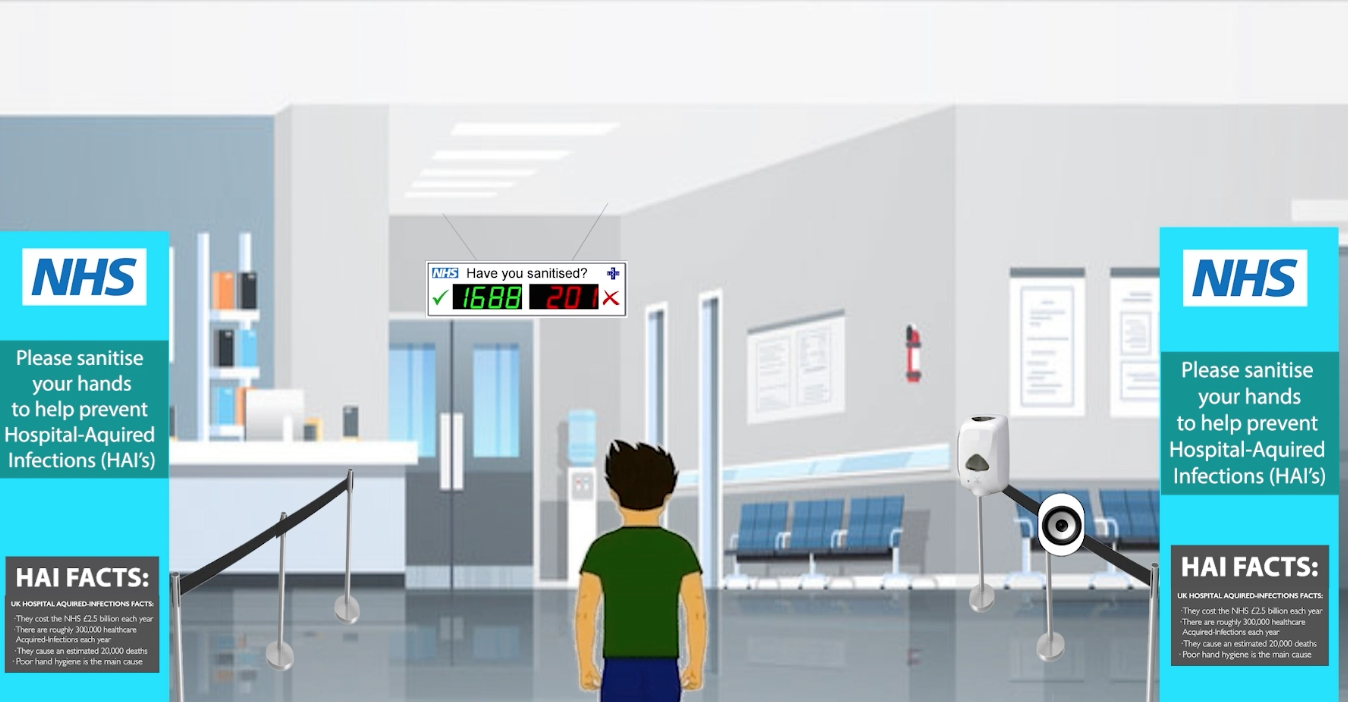 NHS
Please sanitise
your hands
to help prevent
Hospital-Aquired
Infections (HAI's)
HAI FACTS:
UK HOSPITAL AQUIRED-INFECTIONS FACTS:
·They cost the NHS £2.5 billion each year
·There are roughly 300,000 healthcare
Acquired-Infections each year
·They cause an estimated 20,000 deaths
·Poor hand hygiene is the main cause
NHS Have you sanitised?
✓ 1688 201 ✗
NHS
Please sanitise
your hands
to help prevent
Hospital-Aquired
Infections (HAI's)
HAI FACTS:
UK HOSPITAL AQUIRED-INFECTIONS FACTS:
·They cost the NHS £2.5 billion each year
·There are roughly 300,000 healthcare
Acquired-Infections each year
·They cause an estimated 20,000 deaths
·Poor hand hygiene is the main cause